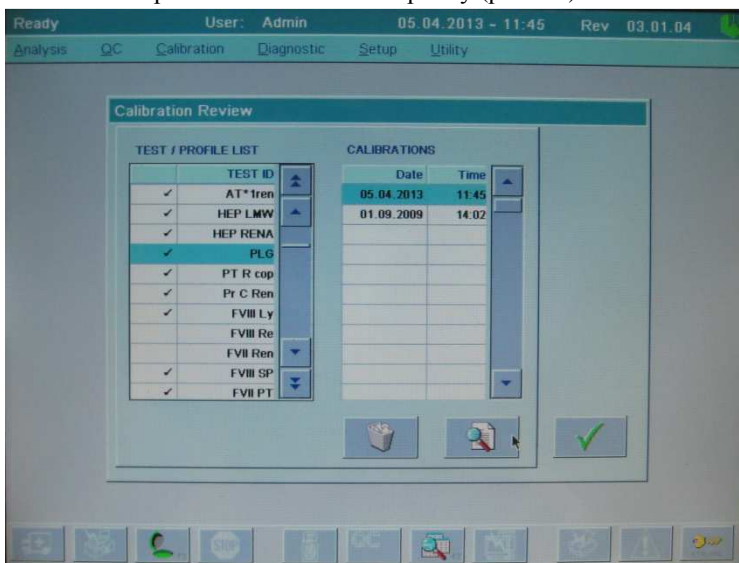 Ready User: Admin 05.04.2013 - 11:45 Rev 03.01.04
Analysis QC Calibration Diagnostic Setup Utility
Calibration Review
TEST / PROFILE LIST CALIBRATIONS
TEST ID Date Time
✓ AT*1ren 05.04.2013 11:45
✓ HEP LMW 01.09.2009 14:02
✓ HEP RENA
✓ PLG
✓ PT R cop
✓ Pr C Ren
✓ FVIII Ly
FVIII Re
FVII Ren
✓ FVIII SP
✓ FVII PT
STOP QC